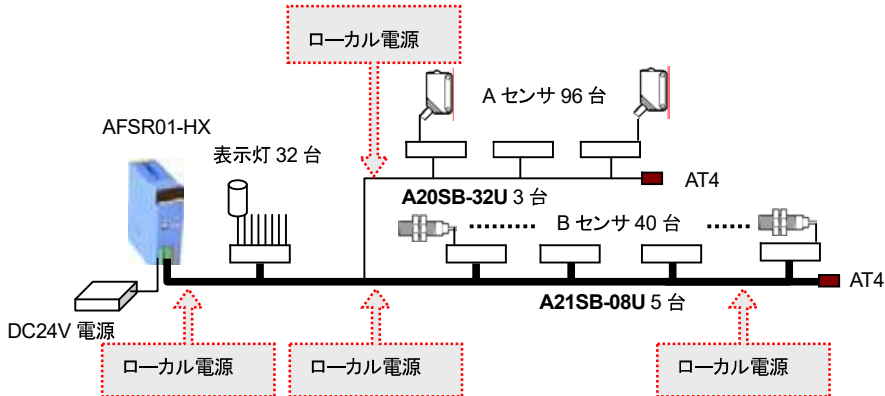 ローカル電源
A センサ 96 台
AFSR01-HX
表示灯 32 台
AT4
A20SB-32U 3 台
B センサ 40 台
AT4
A21SB-08U 5 台
DC24V 電源
ローカル電源
ローカル電源
ローカル電源